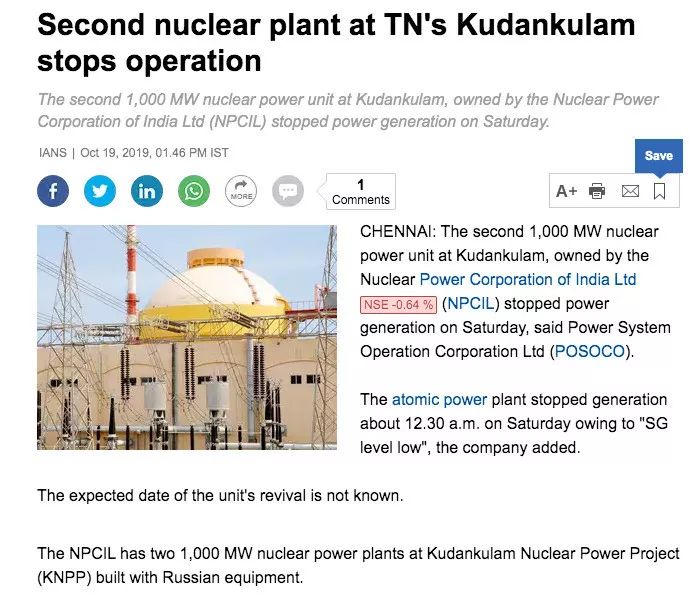 Second nuclear plant at TN's Kudankulam
stops operation
The second 1,000 MW nuclear power unit at Kudankulam, owned by the Nuclear Power
Corporation of India Ltd (NPCIL) stopped power generation on Saturday.
IANS | Oct 19, 2019, 01.46 PM IST
Save
f
in
MORE
1
Comments
A+
CHENNAI: The second 1,000 MW nuclear
power unit at Kudankulam, owned by the
Nuclear Power Corporation of India Ltd
NSE -0.64 % (NPCIL) stopped power
generation on Saturday, said Power System
Operation Corporation Ltd (POSOCO).
The atomic power plant stopped generation
about 12.30 a.m. on Saturday owing to "SG
level low", the company added.
The expected date of the unit's revival is not known.
The NPCIL has two 1,000 MW nuclear power plants at Kudankulam Nuclear Power Project
(KNPP) built with Russian equipment.